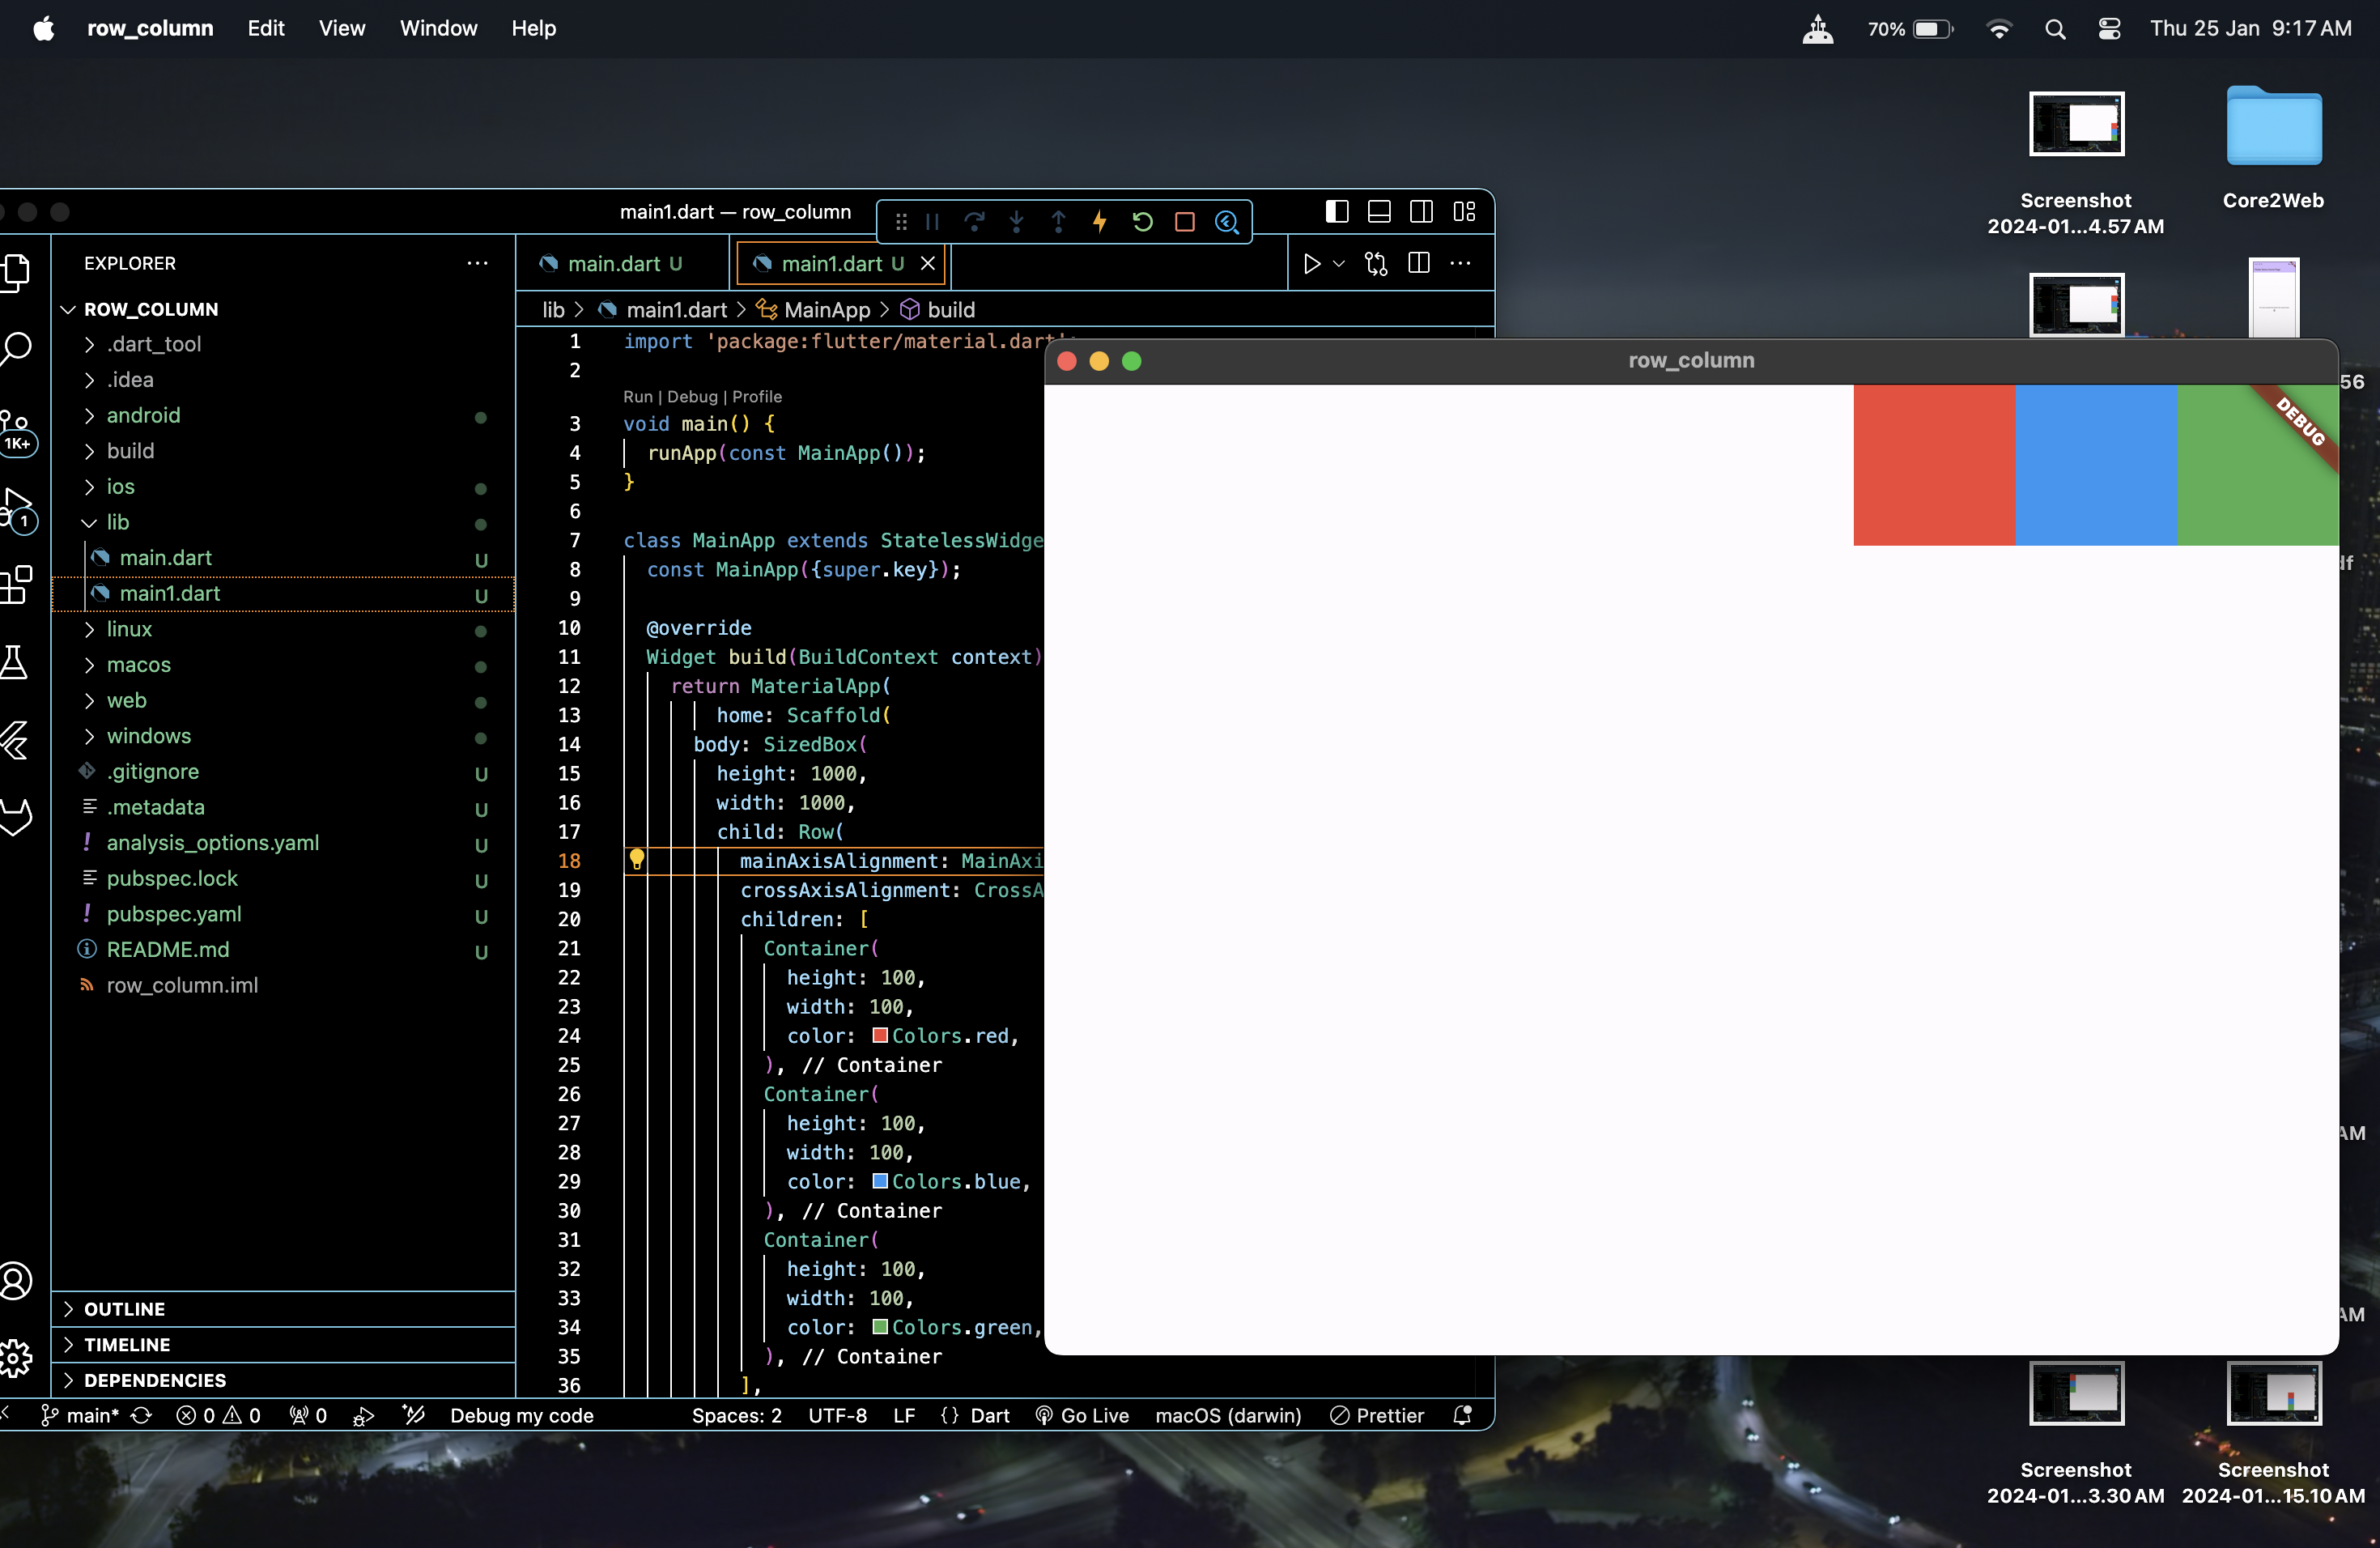 row_column Edit View Window Help
70% Thu 25 Jan 9:17 AM
Screenshot
2024-01...4.57 AM
Core2Web
main1.dart — row_column
EXPLORER
main.dart U
main1.dart U
ROW_COLUMN
.dart_tool
.idea
android
build
ios
lib
main.dart U
main1.dart U
linux
macos
web
windows
.gitignore U
.metadata U
analysis_options.yaml U
pubspec.lock U
pubspec.yaml U
README.md U
row_column.iml
OUTLINE
TIMELINE
DEPENDENCIES
1K+
1
lib > main1.dart > MainApp > build
1 import 'package:flutter/material.dart';
2
Run | Debug | Profile
3 void main() {
4 runApp(const MainApp());
5 }
6
7 class MainApp extends StatelessWidge
8 const MainApp({super.key});
9
10 @override
11 Widget build(BuildContext context)
12 return MaterialApp(
13 home: Scaffold(
14 body: SizedBox(
15 height: 1000,
16 width: 1000,
17 child: Row(
18 mainAxisAlignment: MainAxi
19 crossAxisAlignment: CrossA
20 children: [
21 Container(
22 height: 100,
23 width: 100,
24 color: Colors.red,
25 ), // Container
26 Container(
27 height: 100,
28 width: 100,
29 color: Colors.blue,
30 ), // Container
31 Container(
32 height: 100,
33 width: 100,
34 color: Colors.green,
35 ), // Container
36 ],
row_column
DEBUG
56
df
AM
AM
main* 0 0 0 Debug my code Spaces: 2 UTF-8 LF {} Dart Go Live macOS (darwin) Prettier
Screenshot
2024-01...3.30 AM
Screenshot
2024-01...15.10 AM